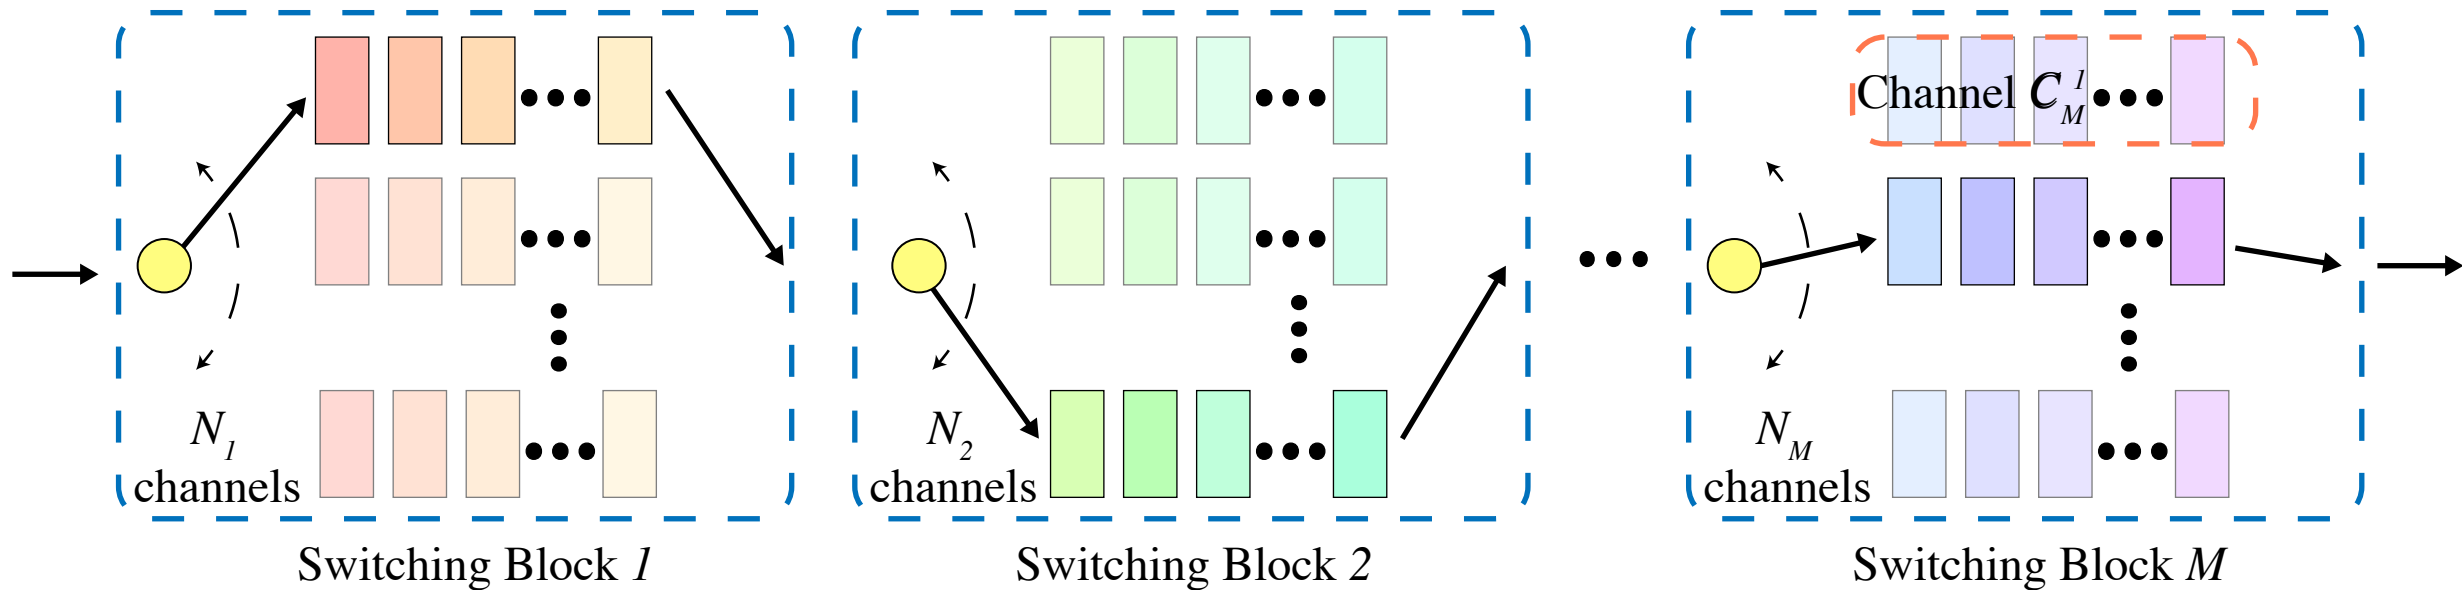 Channel C_M^1
N_1
channels
N_2
channels
N_M
channels
Switching Block 1
Switching Block 2
Switching Block M